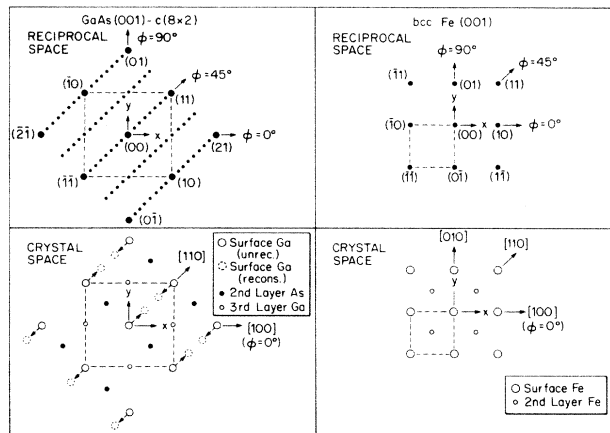 GaAs (001) - c(8×2)
RECIPROCAL
SPACE
ϕ=90°
(01)
ϕ=45°
(1̄0)
(11)
y
(2̄1̄)
(00)
x
(21)
ϕ=0°
(1̄1̄)
(10)
(01̄)
bcc Fe (001)
RECIPROCAL
SPACE
ϕ=90°
ϕ=45°
(1̄1)
(01)
(11)
y
(1̄0)
(00)
x
(10)
ϕ=0°
(1̄1̄)
(01̄)
(11̄)
CRYSTAL
SPACE
[110]
y
x
[100]
(ϕ=0°)
Surface Ga
(unrec.)
Surface Ga
(recons.)
2nd Layer As
3rd Layer Ga
CRYSTAL
SPACE
[010]
[110]
y
x
[100]
(ϕ=0°)
Surface Fe
2nd Layer Fe